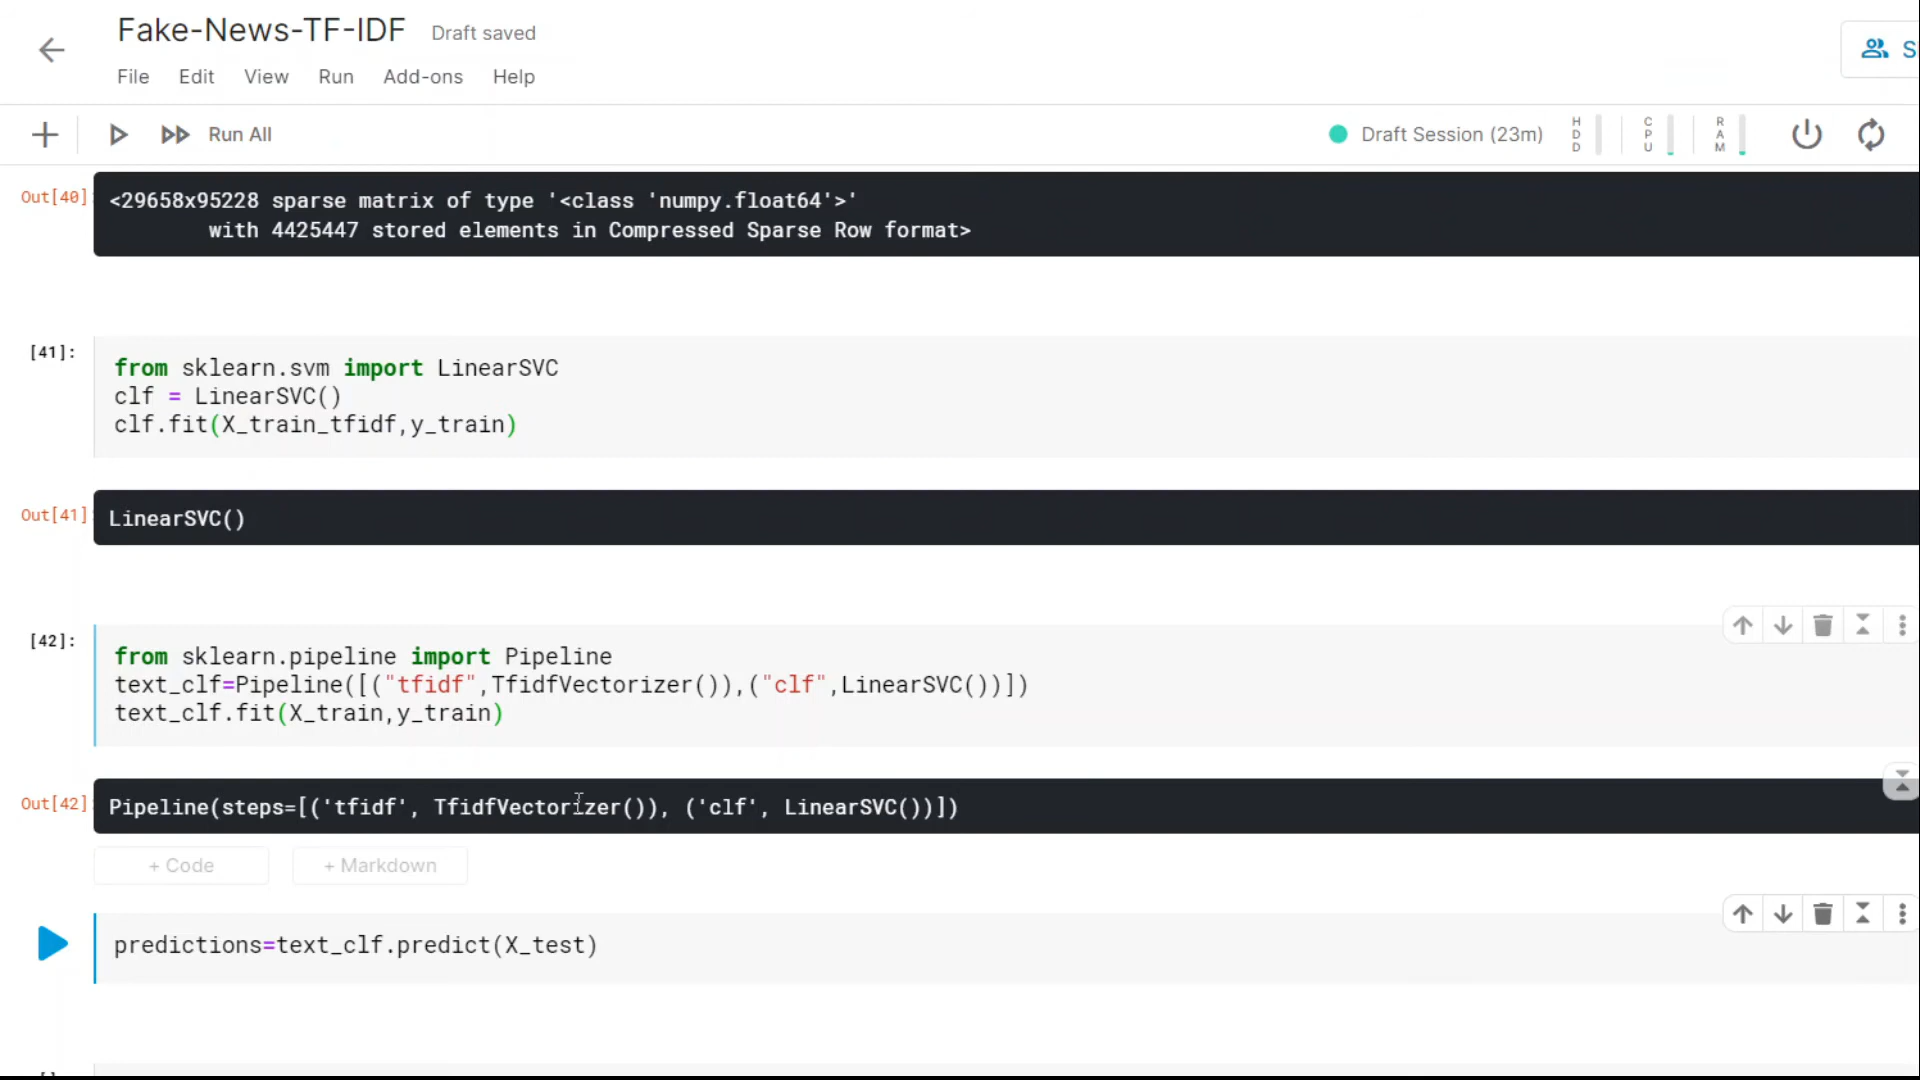 Fake-News-TF-IDF Draft saved
File Edit View Run Add-ons Help
S
Run All
Draft Session (23m)
HDD
CPU
RAM
Out[40]
<29658x95228 sparse matrix of type '<class 'numpy.float64'>'
with 4425447 stored elements in Compressed Sparse Row format>
[41]:
from sklearn.svm import LinearSVC
clf = LinearSVC()
clf.fit(X_train_tfidf,y_train)
Out[41]
LinearSVC()
[42]:
from sklearn.pipeline import Pipeline
text_clf=Pipeline([("tfidf",TfidfVectorizer()),("clf",LinearSVC())])
text_clf.fit(X_train,y_train)
Out[42]
Pipeline(steps=[('tfidf', TfidfVectorizer()), ('clf', LinearSVC())])
+ Code + Markdown
predictions=text_clf.predict(X_test)